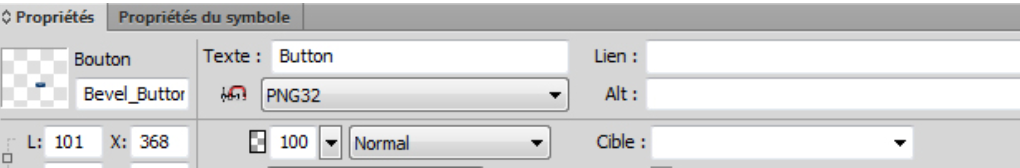 Propriétés Propriétés du symbole
Bouton Texte : Button Lien :
Bevel_Buttor PNG32 Alt :
L: 101 X: 368 100 Normal Cible :